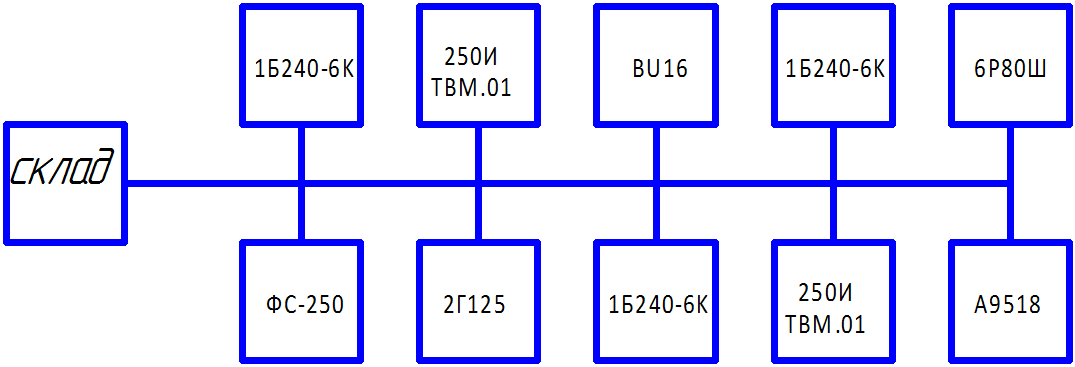 1Б240-6К
250И
ТВМ.01
BU16
1Б240-6К
6Р80Ш
склад
ФС-250
2Г125
1Б240-6К
250И
ТВМ.01
А9518